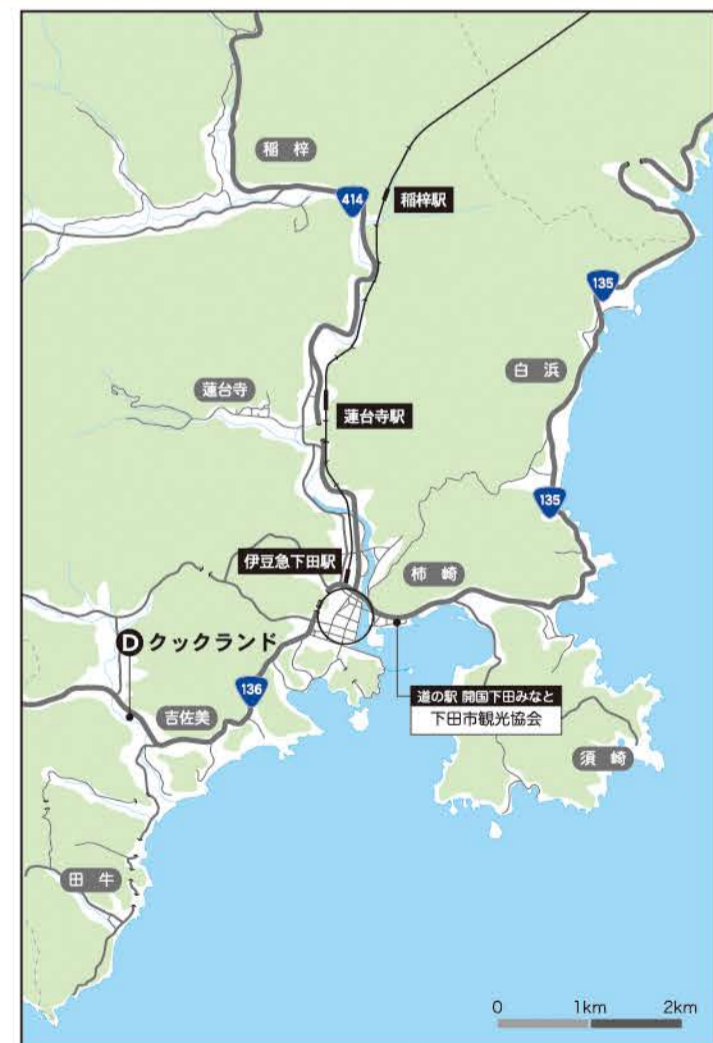 稲 梓
414
稲梓駅
135
白 浜
蓮台寺
蓮台寺駅
135
伊豆急下田駅
柿 崎
D クックランド
136
吉佐美
道の駅 開国下田みなと
下田市観光協会
須 崎
田 牛
0 1km 2km